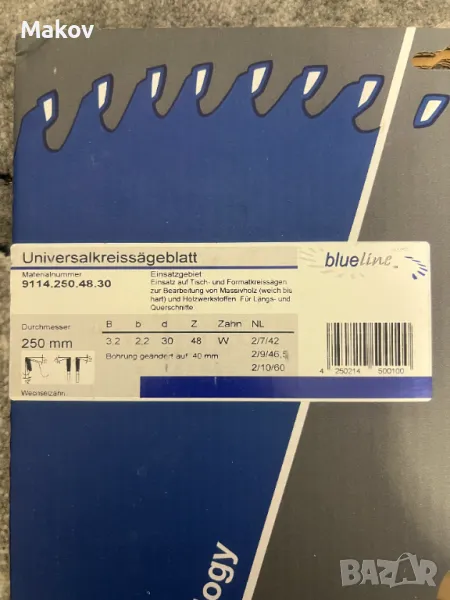 Makov
Universalkreissägeblatt
Materialnummer
9114.250.48.30
Einsatzgebiet
Einsatz auf Tisch- und Formatkreissägen
zur Bearbeitung von Massivholz (weich bis
hart) und Holzwerkstoffen. Für Längs- und
Querschnitte
blueline
Durchmesser
250 mm
B b d Z Zahn NL
3,2 2,2 30 48 W 2/7/42
2/9/46,5
2/10/60
Bohrung geändert auf: 40 mm
Wechselzahn
4 250214 500100
ology
BAZAR.BG